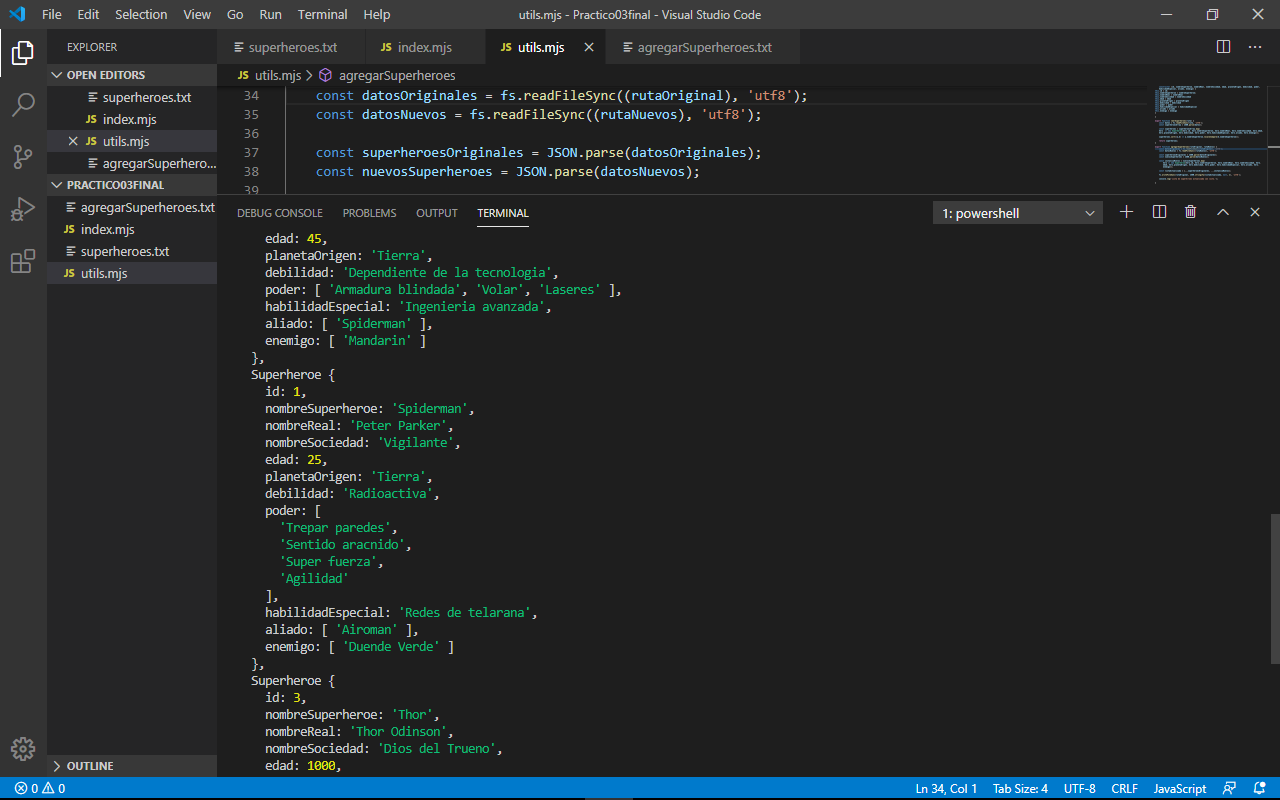 File Edit Selection View Go Run Terminal Help utils.mjs - Practico03final - Visual Studio Code
EXPLORER
OPEN EDITORS
superheroes.txt
JS index.mjs
JS utils.mjs
agregarSuperhero...
PRACTICO03FINAL
agregarSuperheroes.txt
JS index.mjs
superheroes.txt
JS utils.mjs
OUTLINE
superheroes.txt JS index.mjs JS utils.mjs agregarSuperheroes.txt
JS utils.mjs > agregarSuperheroes
34 const datosOriginales = fs.readFileSync((rutaOriginal), 'utf8');
35 const datosNuevos = fs.readFileSync((rutaNuevos), 'utf8');
36
37 const superheroesOriginales = JSON.parse(datosOriginales);
38 const nuevosSuperheroes = JSON.parse(datosNuevos);
39
DEBUG CONSOLE PROBLEMS OUTPUT TERMINAL 1: powershell
edad: 45,
planetaOrigen: 'Tierra',
debilidad: 'Dependiente de la tecnologia',
poder: [ 'Armadura blindada', 'Volar', 'Laseres' ],
habilidadEspecial: 'Ingenieria avanzada',
aliado: [ 'Spiderman' ],
enemigo: [ 'Mandarin' ]
},
Superheroe {
id: 1,
nombreSuperheroe: 'Spiderman',
nombreReal: 'Peter Parker',
nombreSociedad: 'Vigilante',
edad: 25,
planetaOrigen: 'Tierra',
debilidad: 'Radioactiva',
poder: [
'Trepar paredes',
'Sentido aracnido',
'Super fuerza',
'Agilidad'
],
habilidadEspecial: 'Redes de telarana',
aliado: [ 'Airoman' ],
enemigo: [ 'Duende Verde' ]
},
Superheroe {
id: 3,
nombreSuperheroe: 'Thor',
nombreReal: 'Thor Odinson',
nombreSociedad: 'Dios del Trueno',
edad: 1000,
0 0 Ln 34, Col 1 Tab Size: 4 UTF-8 CRLF JavaScript